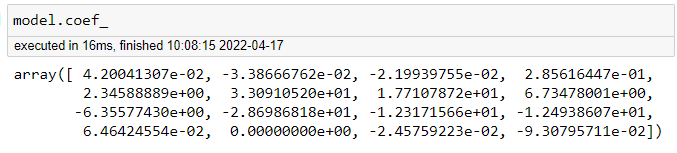 model.coef_
executed in 16ms, finished 10:08:15 2022-04-17
array([ 4.20041307e-02, -3.38666762e-02, -2.19939755e-02, 2.85616447e-01,
2.34588889e+00, 3.30910520e+01, 1.77107872e+01, 6.73478001e+00,
-6.35577430e+00, -2.86986818e+01, -1.23171566e+01, -1.24938607e+01,
6.46424554e-02, 0.00000000e+00, -2.45759223e-02, -9.30795711e-02])